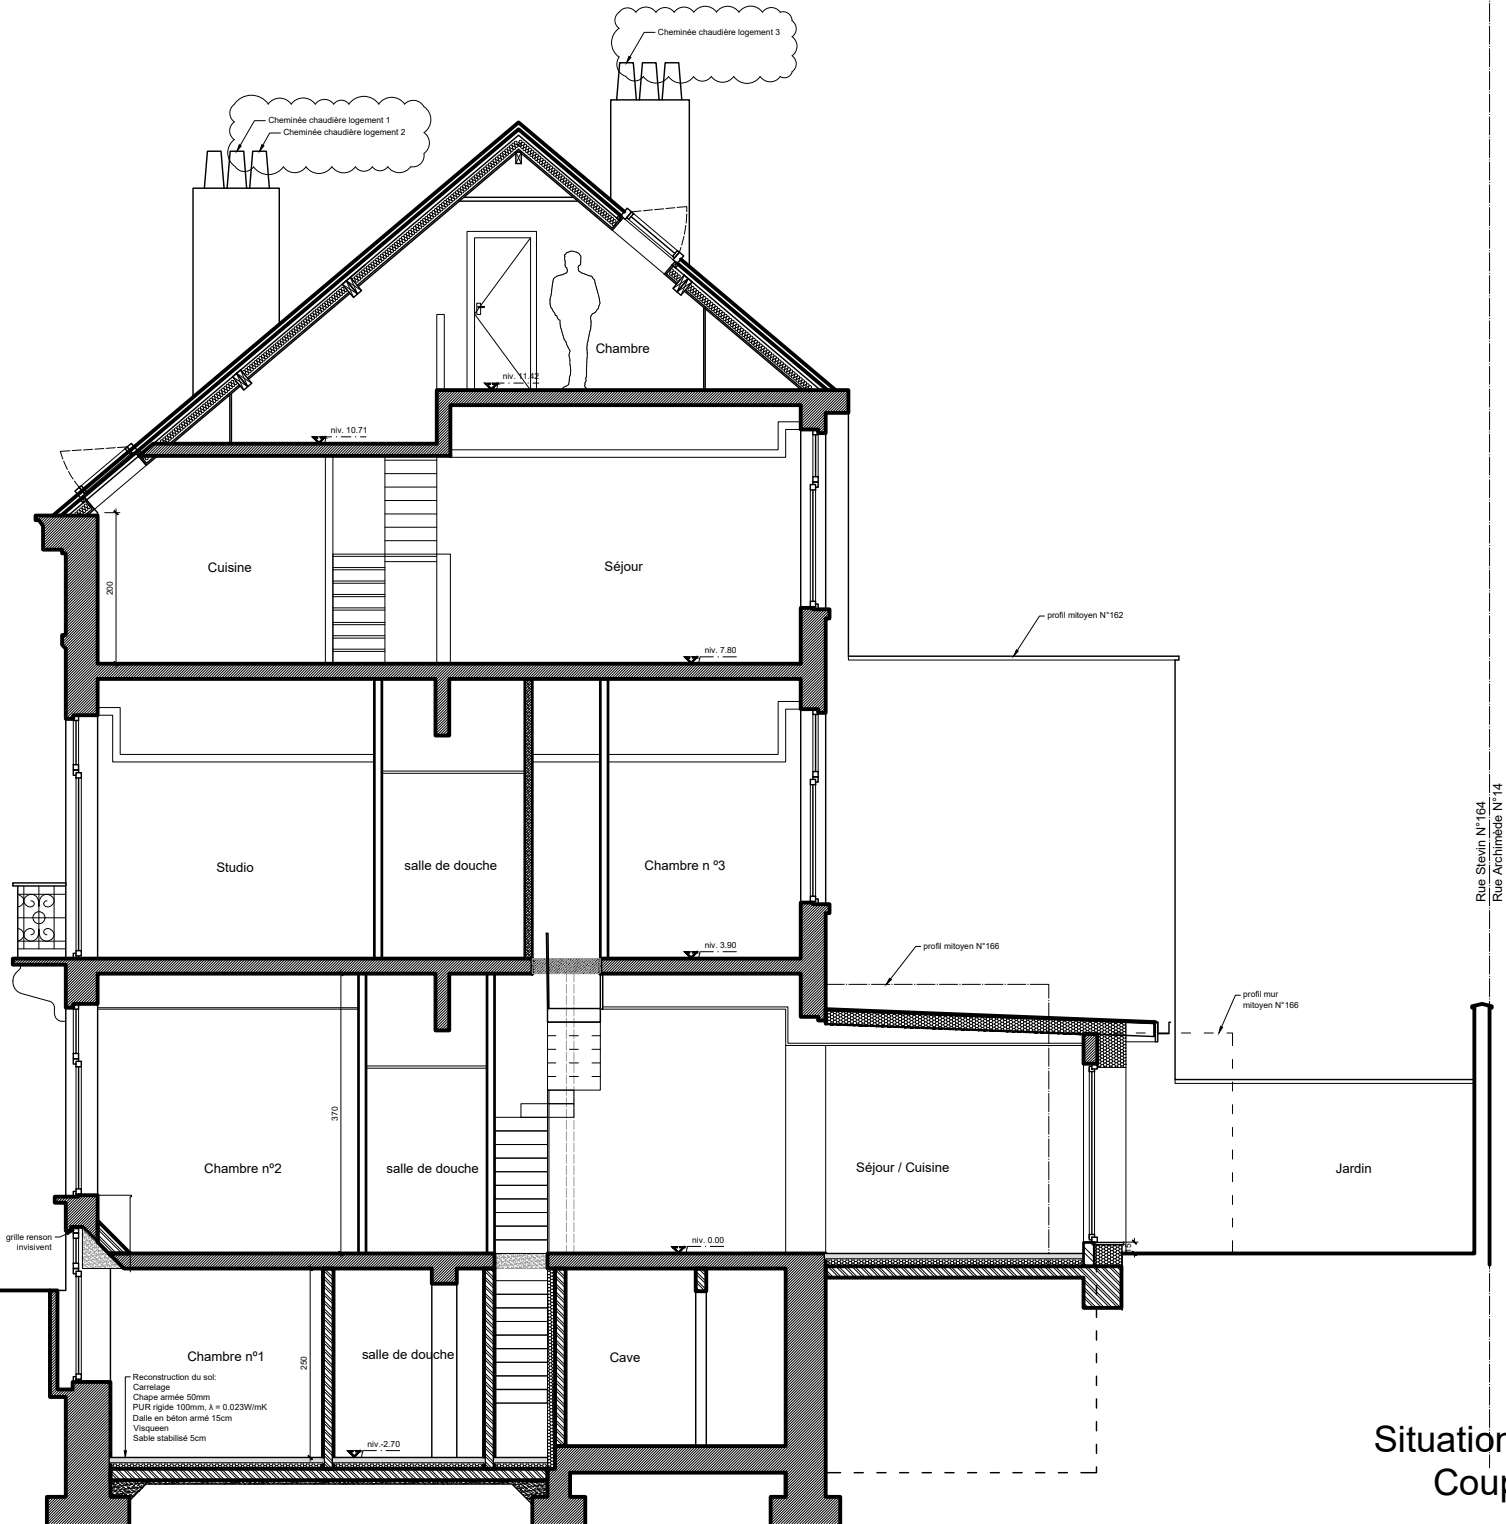 Cheminée chaudière logement 3
Cheminée chaudière logement 1
Cheminée chaudière logement 2
Chambre
niv. 11.42
niv. 10.71
Cuisine
Séjour
200
profil mitoyen N°162
niv. 7.80
Rue Stevin N°164
Rue Archimède N°14
Studio
salle de douche
Chambre n º3
niv. 3.90
profil mitoyen N°166
profil mur
mitoyen N°166
370
Chambre nº2
salle de douche
Séjour / Cuisine
Jardin
grille renson
invisivent
niv. 0.00
15
Chambre nº1
250
salle de douche
Cave
Reconstruction du sol:
Carrelage
Chape armée 50mm
PUR rigide 100mm, λ = 0.023W/mK
Dalle en béton armé 15cm
Visqueen
Sable stabilisé 5cm
niv.-2.70
Situation
Coup